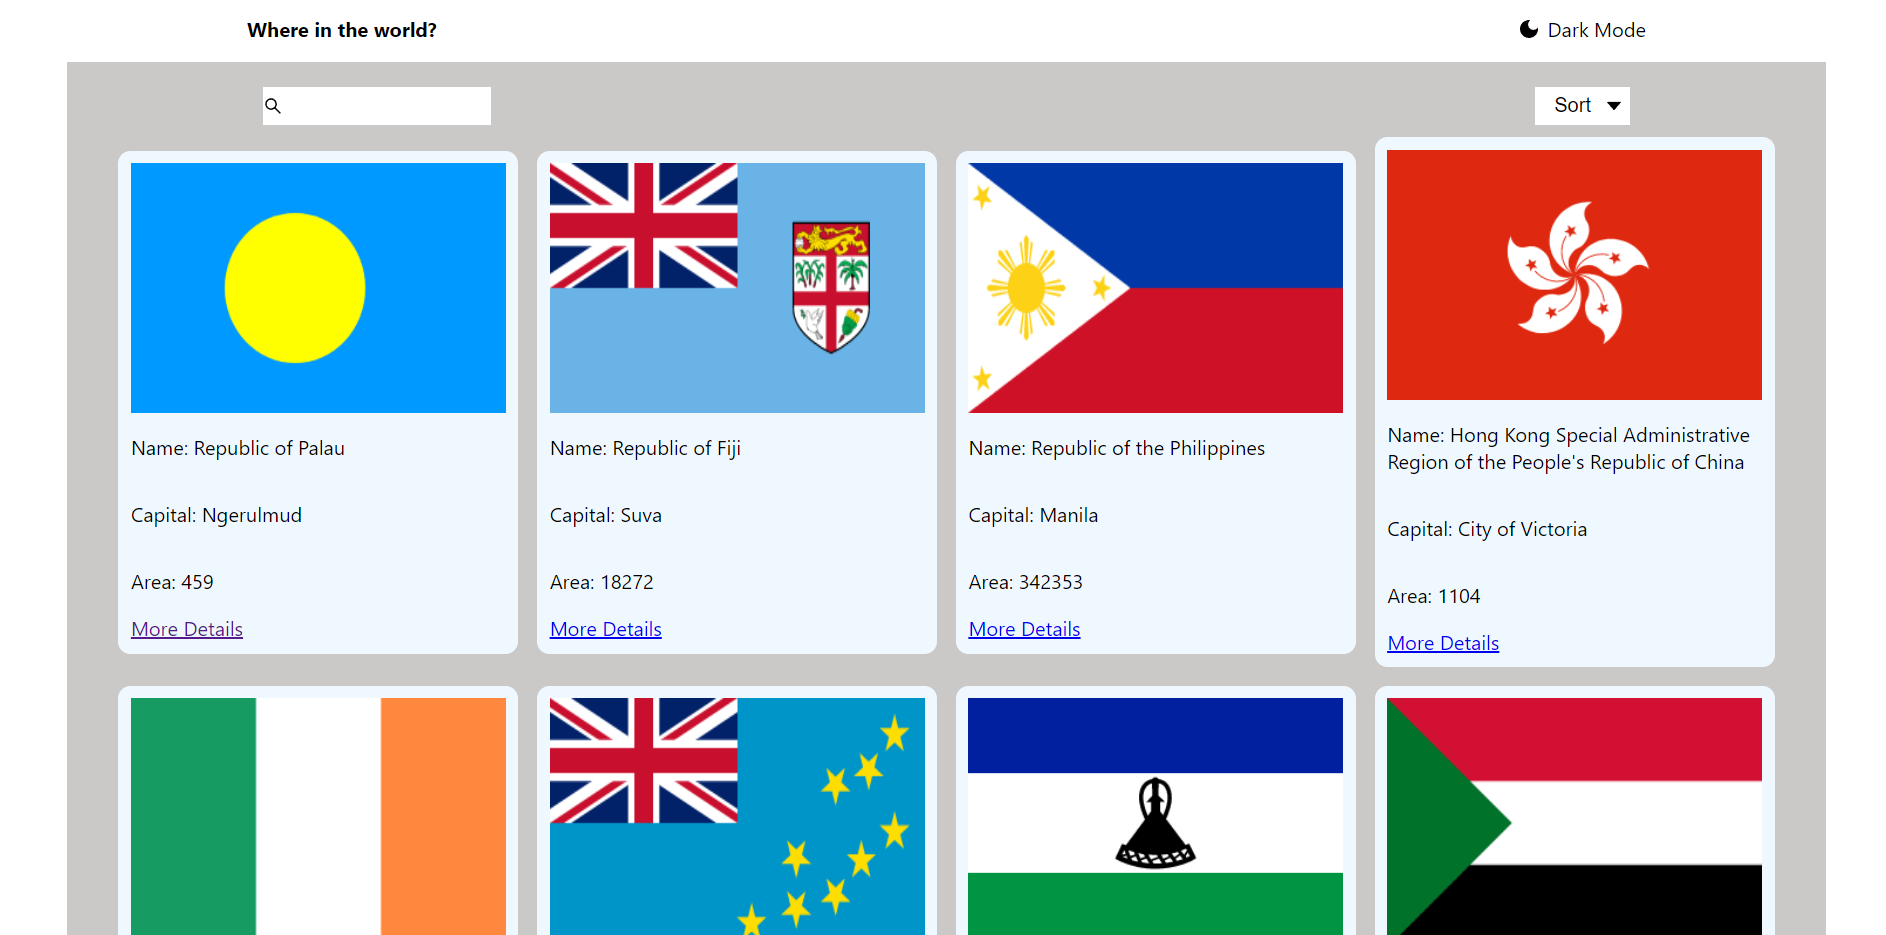 Where in the world?
Dark Mode
Sort
Name: Republic of Palau
Capital: Ngerulmud
Area: 459
More Details
Name: Republic of Fiji
Capital: Suva
Area: 18272
More Details
Name: Republic of the Philippines
Capital: Manila
Area: 342353
More Details
Name: Hong Kong Special Administrative
Region of the People's Republic of China
Capital: City of Victoria
Area: 1104
More Details